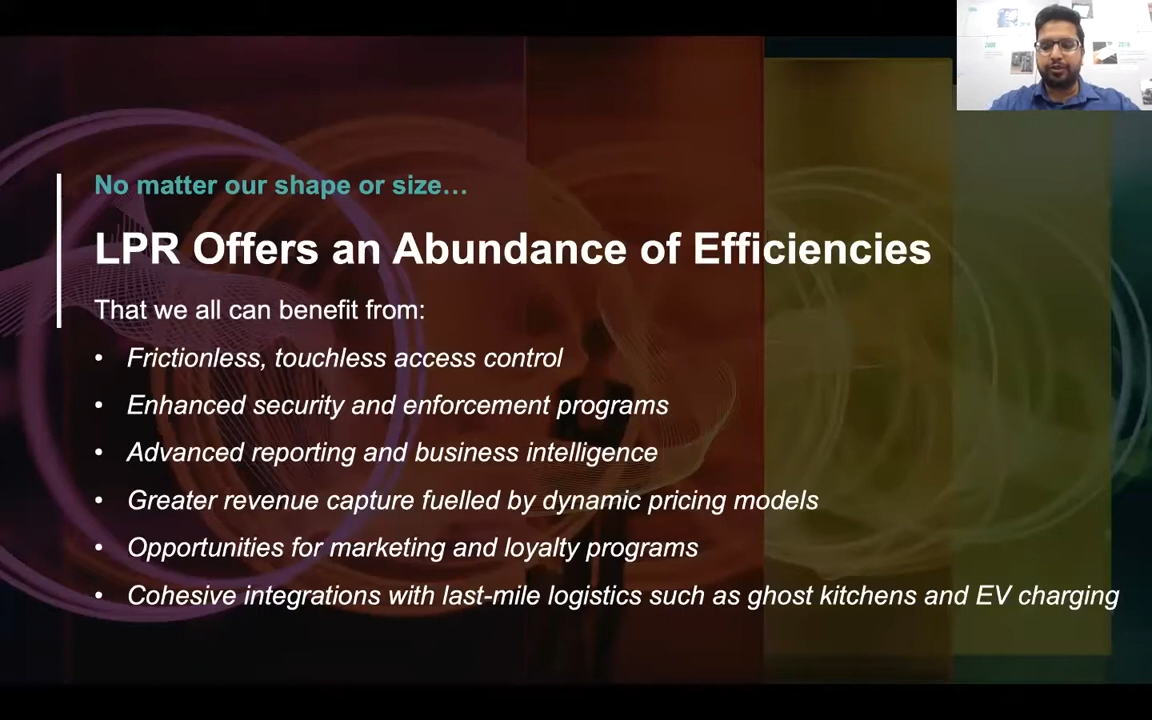 No matter our shape or size…
LPR Offers an Abundance of Efficiencies
That we all can benefit from:
• Frictionless, touchless access control
• Enhanced security and enforcement programs
• Advanced reporting and business intelligence
• Greater revenue capture fuelled by dynamic pricing models
• Opportunities for marketing and loyalty programs
• Cohesive integrations with last-mile logistics such as ghost kitchens and EV charging